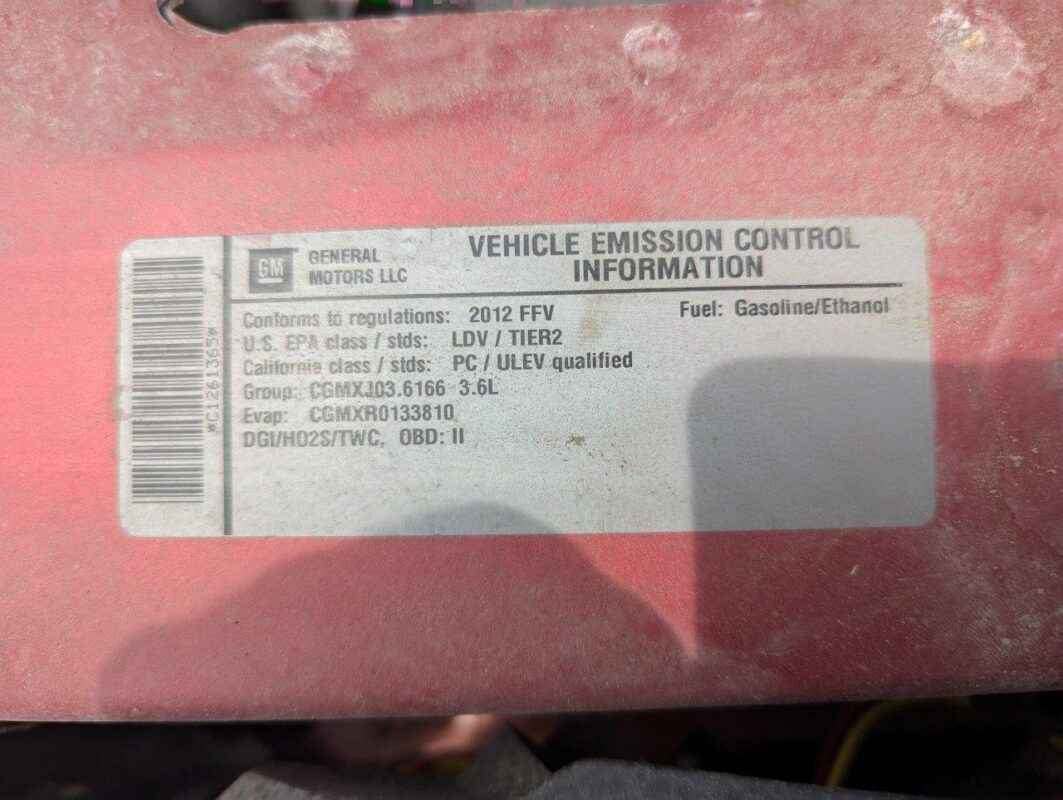 GM GENERAL MOTORS LLC
VEHICLE EMISSION CONTROL
INFORMATION
Conforms to regulations: 2012 FFV Fuel: Gasoline/Ethanol
U.S. EPA class / stds: LDV / TIER2
California class / stds: PC / ULEV qualified
Group: CGMXJ03.6166 3.6L
Evap: CGMXR0133810
DGI/HO2S/TWC, OBD: II
*C1261365*